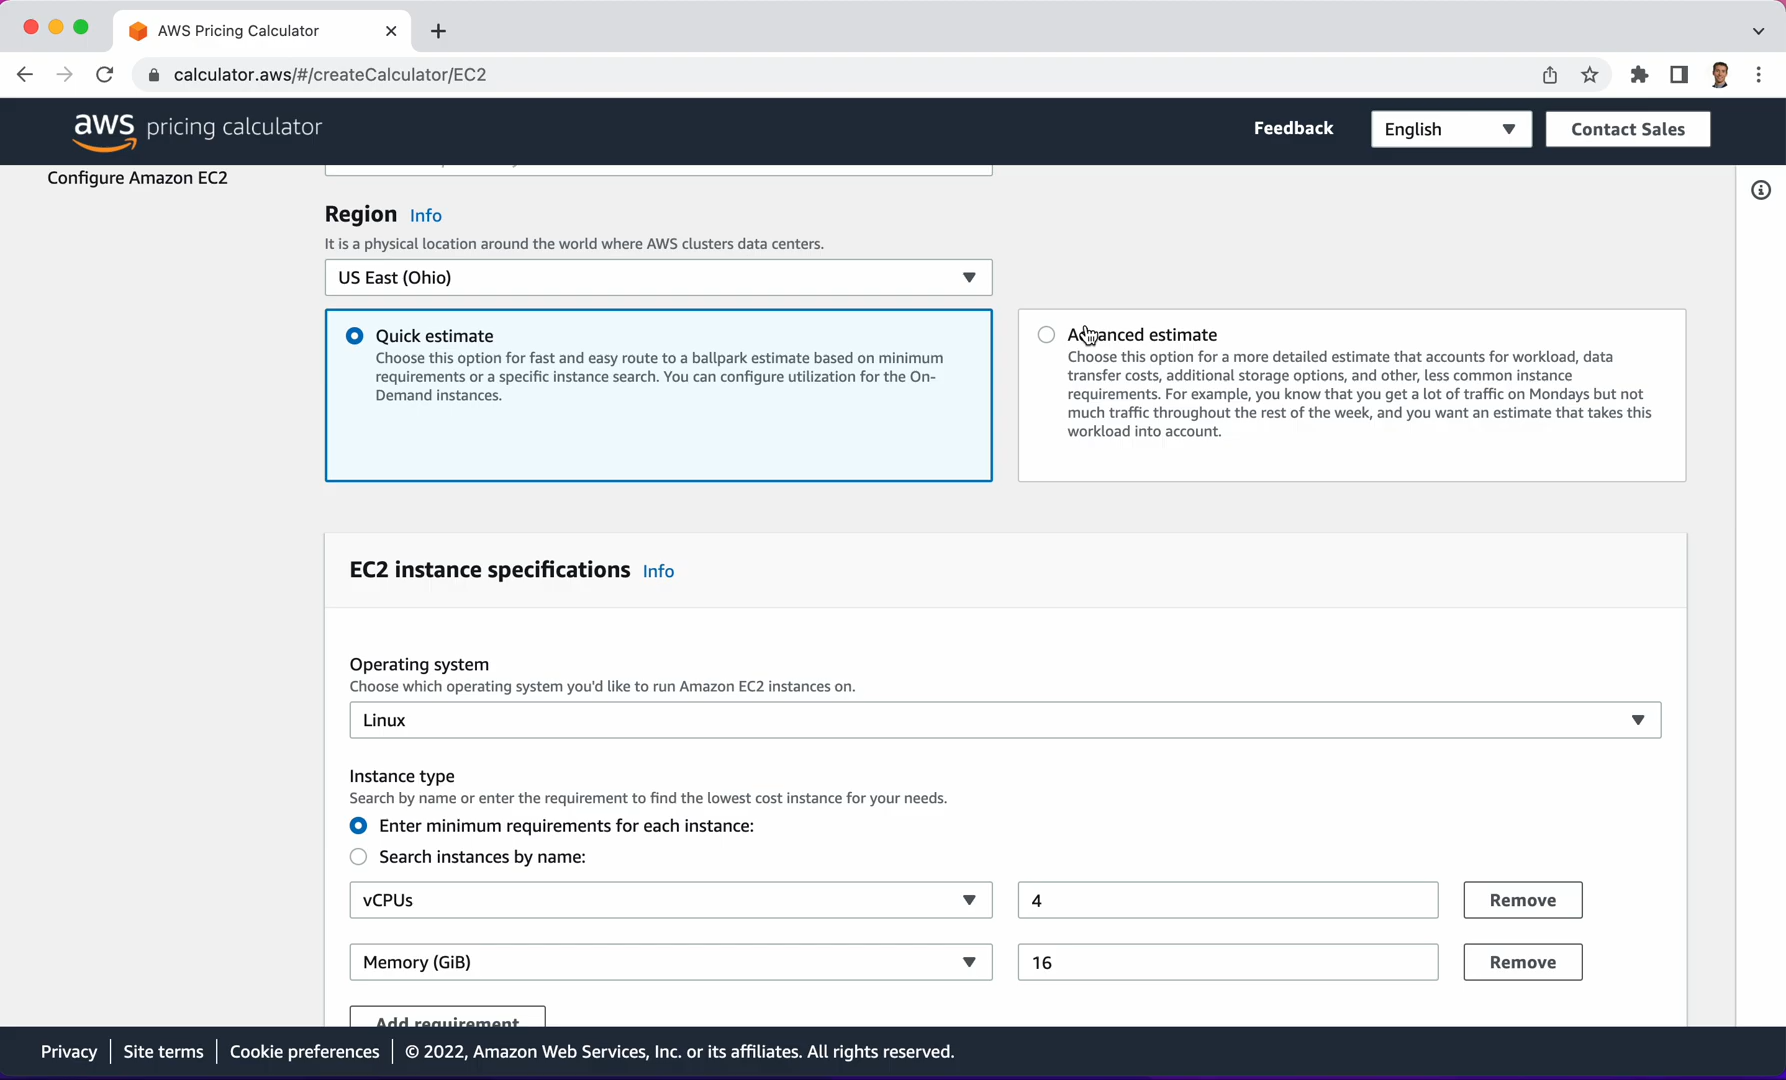 AWS Pricing Calculator
calculator.aws/#/createCalculator/EC2
aws pricing calculator
Feedback
English
Contact Sales
Configure Amazon EC2
Region Info
It is a physical location around the world where AWS clusters data centers.
US East (Ohio)
Quick estimate
Choose this option for fast and easy route to a ballpark estimate based on minimum
requirements or a specific instance search. You can configure utilization for the On-
Demand instances.
Advanced estimate
Choose this option for a more detailed estimate that accounts for workload, data
transfer costs, additional storage options, and other, less common instance
requirements. For example, you know that you get a lot of traffic on Mondays but not
much traffic throughout the rest of the week, and you want an estimate that takes this
workload into account.
EC2 instance specifications Info
Operating system
Choose which operating system you'd like to run Amazon EC2 instances on.
Linux
Instance type
Search by name or enter the requirement to find the lowest cost instance for your needs.
Enter minimum requirements for each instance:
Search instances by name:
vCPUs 4 Remove
Memory (GiB) 16 Remove
Add requirement
Privacy Site terms Cookie preferences © 2022, Amazon Web Services, Inc. or its affiliates. All rights reserved.